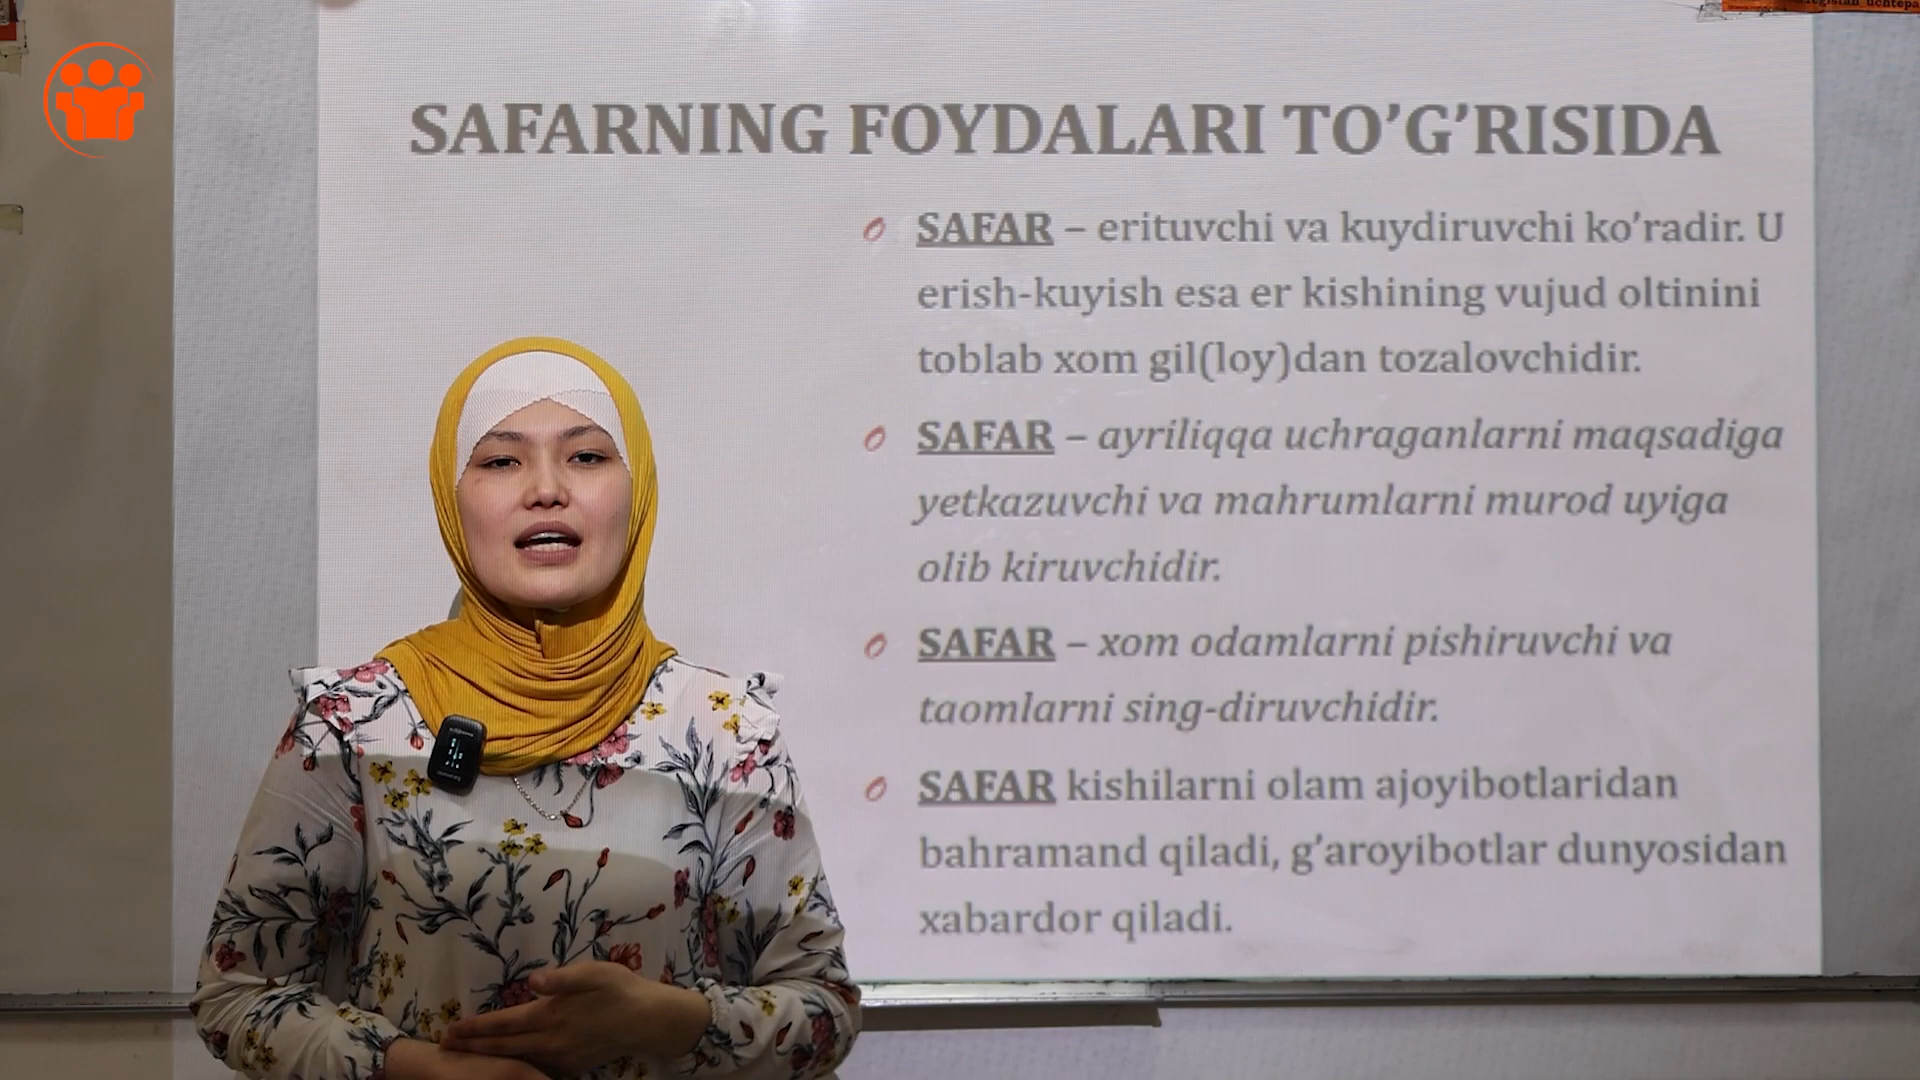 SAFARNING FOYDALARI TO’G’RISIDA
SAFAR – erituvchi va kuydiruvchi ko’radir. U
erish-kuyish esa er kishining vujud oltinini
toblab xom gil(loy)dan tozalovchidir.
SAFAR – ayriliqqa uchraganlarni maqsadiga
yetkazuvchi va mahrumlarni murod uyiga
olib kiruvchidir.
SAFAR – xom odamlarni pishiruvchi va
taomlarni sing-diruvchidir.
SAFAR kishilarni olam ajoyibotlaridan
bahramand qiladi, g’aroyibotlar dunyosidan
xabardor qiladi.